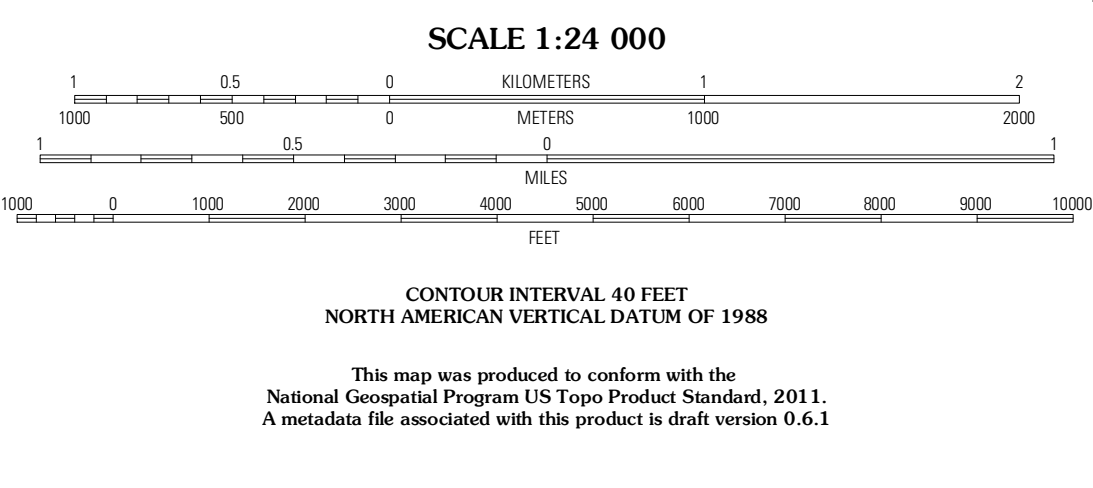 SCALE 1:24 000
1 0.5 0 KILOMETERS 1 2
1000 500 0 METERS 1000 2000
1 0.5 0 1
MILES
1000 0 1000 2000 3000 4000 5000 6000 7000 8000 9000 10000
FEET
CONTOUR INTERVAL 40 FEET
NORTH AMERICAN VERTICAL DATUM OF 1988
This map was produced to conform with the
National Geospatial Program US Topo Product Standard, 2011.
A metadata file associated with this product is draft version 0.6.1